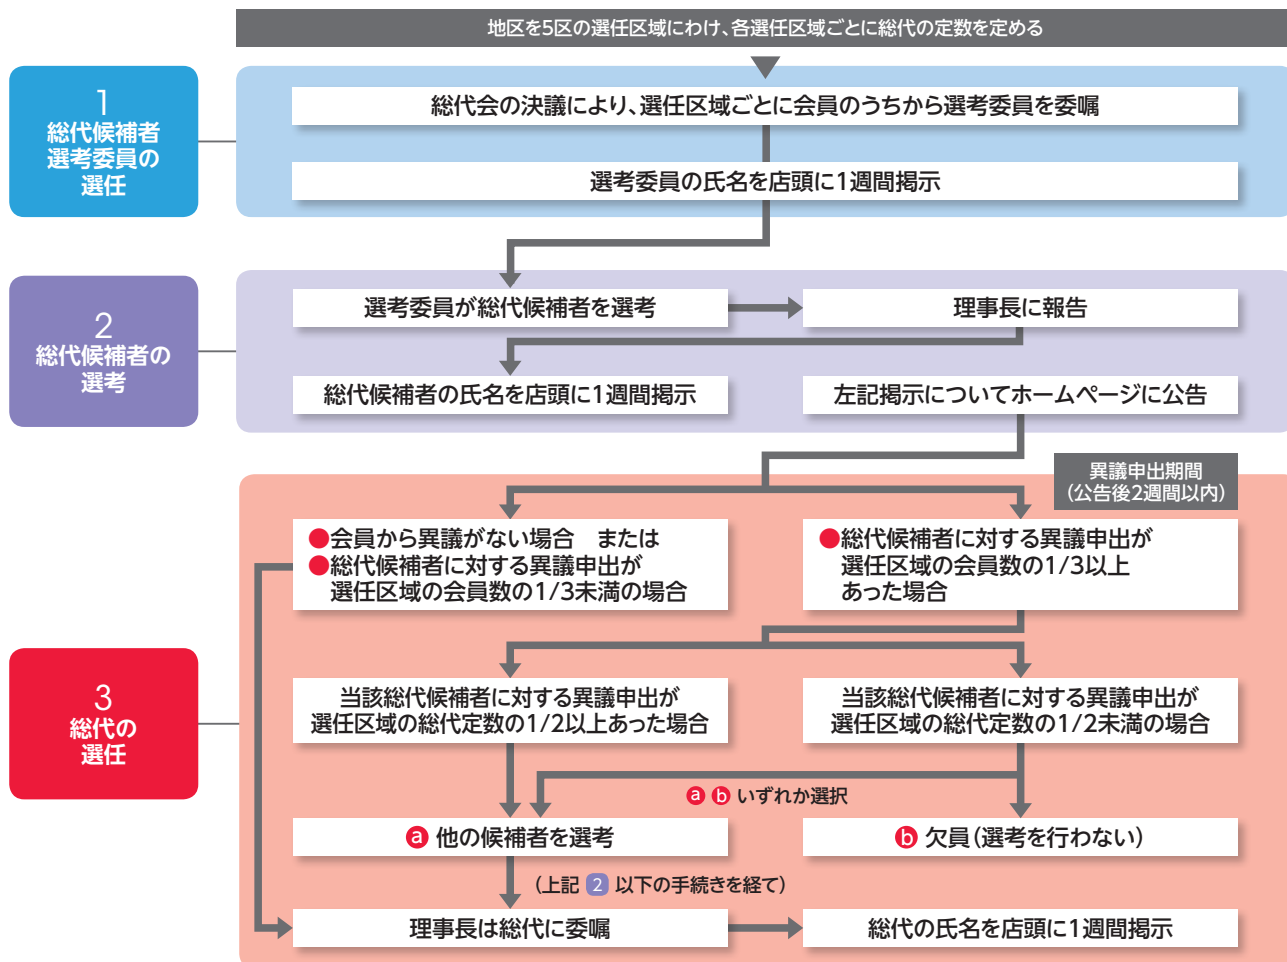 地区を5区の選任区域にわけ、各選任区域ごとに総代の定数を定める
1
総代候補者
選考委員の
選任
総代会の決議により、選任区域ごとに会員のうちから選考委員を委嘱
選考委員の氏名を店頭に1週間掲示
2
総代候補者の
選考
選考委員が総代候補者を選考
理事長に報告
総代候補者の氏名を店頭に1週間掲示
左記掲示についてホームページに公告
異議申出期間
(公告後2週間以内)
3
総代の
選任
●会員から異議がない場合　または
●総代候補者に対する異議申出が
選任区域の会員数の1/3未満の場合
●総代候補者に対する異議申出が
選任区域の会員数の1/3以上
あった場合
当該総代候補者に対する異議申出が
選任区域の総代定数の1/2以上あった場合
当該総代候補者に対する異議申出が
選任区域の総代定数の1/2未満の場合
a b いずれか選択
a 他の候補者を選考
b 欠員(選考を行わない)
(上記 2 以下の手続きを経て)
理事長は総代に委嘱
総代の氏名を店頭に1週間掲示